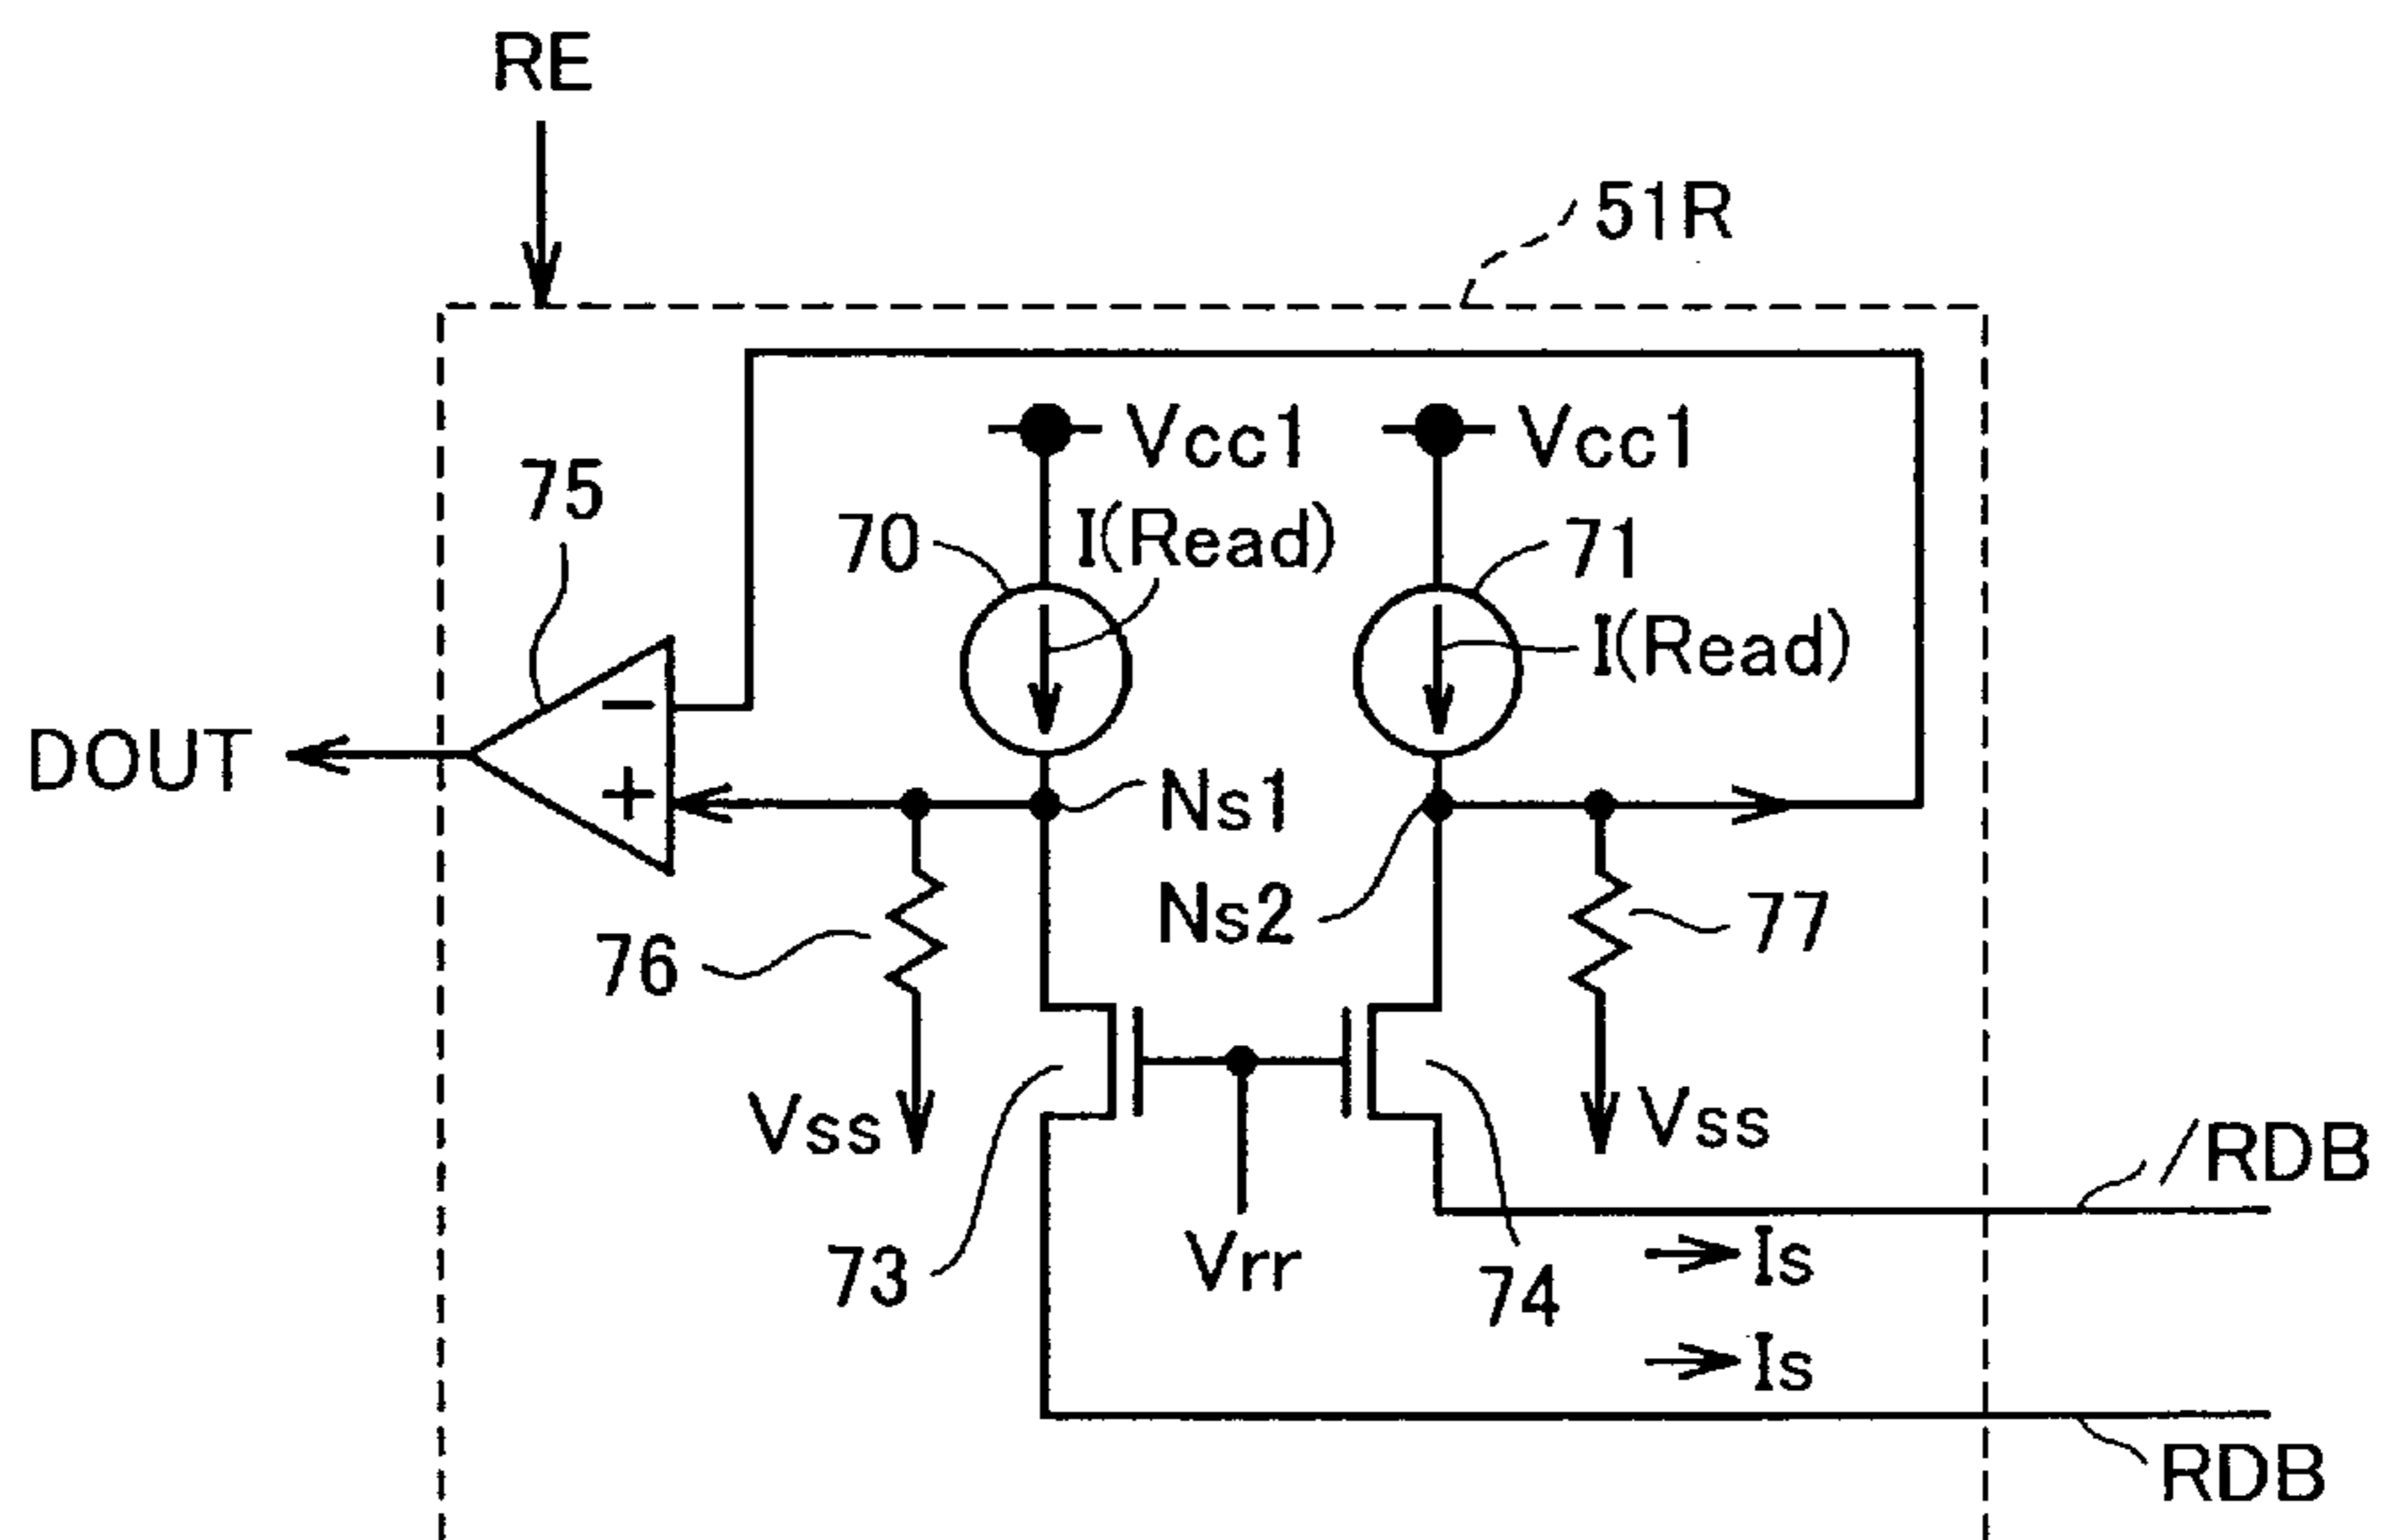 RE
51R
Vcc1
Vcc1
75
70
I(Read)
71
I(Read)
DOUT
−
+
Ns1
Ns2
76
77
Vss
Vss
/RDB
73
Vrr
74
Is
Is
RDB